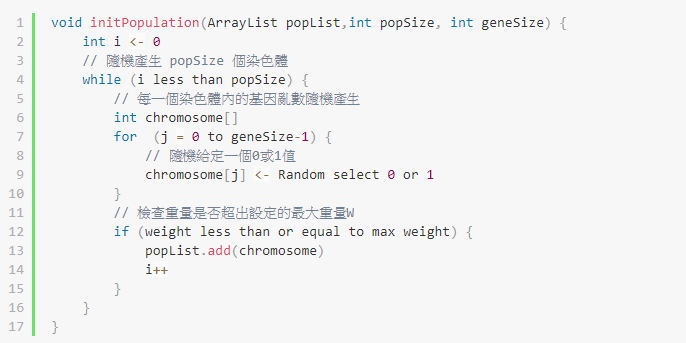 1 void initPopulation(ArrayList popList,int popSize, int geneSize) {
2     int i <- 0
3     // 隨機產生 popSize 個染色體
4     while (i less than popSize) {
5         // 每一個染色體內的基因亂數隨機產生
6         int chromosome[]
7         for  (j = 0 to geneSize-1) {
8             // 隨機給定一個0或1值
9             chromosome[j] <- Random select 0 or 1
10         }
11         // 檢查重量是否超出設定的最大重量W
12         if (weight less than or equal to max weight) {
13             popList.add(chromosome)
14             i++
15         }
16     }
17 }